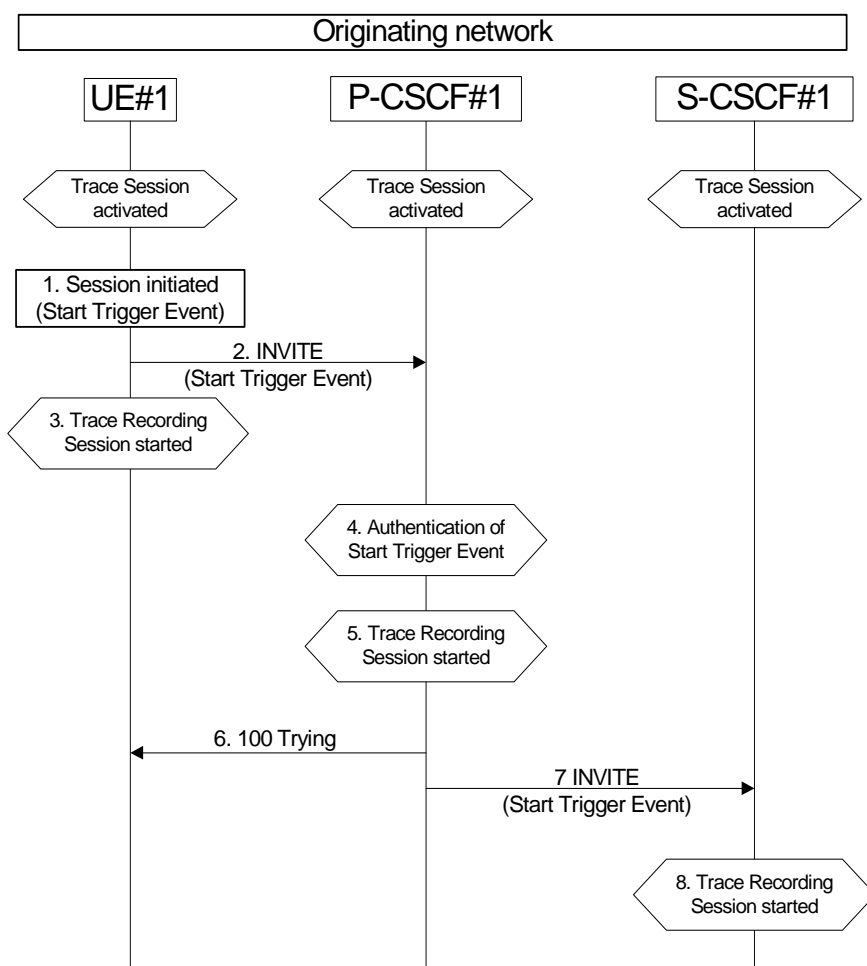 Originating network
UE#1
P-CSCF#1
S-CSCF#1
Trace Session
activated
Trace Session
activated
Trace Session
activated
1. Session initiated
(Start Trigger Event)
2. INVITE
(Start Trigger Event)
3. Trace Recording
Session started
4. Authentication of
Start Trigger Event
5. Trace Recording
Session started
6. 100 Trying
7 INVITE
(Start Trigger Event)
8. Trace Recording
Session started